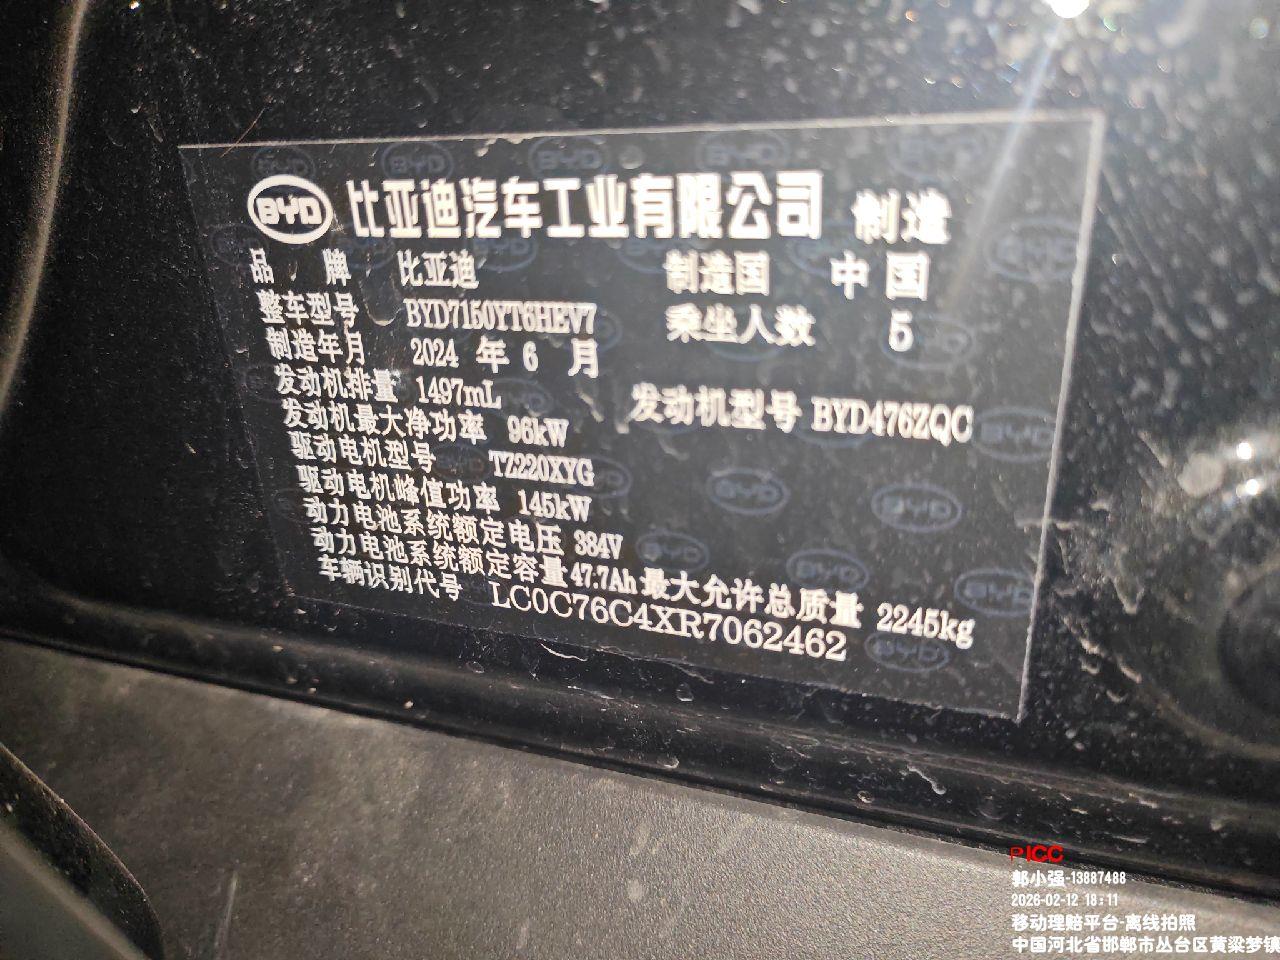 BYD 比亚迪汽车工业有限公司 制造
品 牌 比亚迪 制造国 中国
整车型号 BYD7150YT6HEV7 乘坐人数 5
制造年月 2024 年 6 月
发动机排量 1497mL 发动机型号 BYD476ZQC
发动机最大净功率 96kW
驱动电机型号 TZ220XYG
驱动电机峰值功率 145kW
动力电池系统额定电压 384V
动力电池系统额定容量 47.7Ah 最大允许总质量 2245kg
车辆识别代号 LC0C76C4XR7062462
PICC
郭小强-13887488
2026-02-12 18:11
移动理赔平台-离线拍照
中国河北省邯郸市丛台区黄粱梦镇